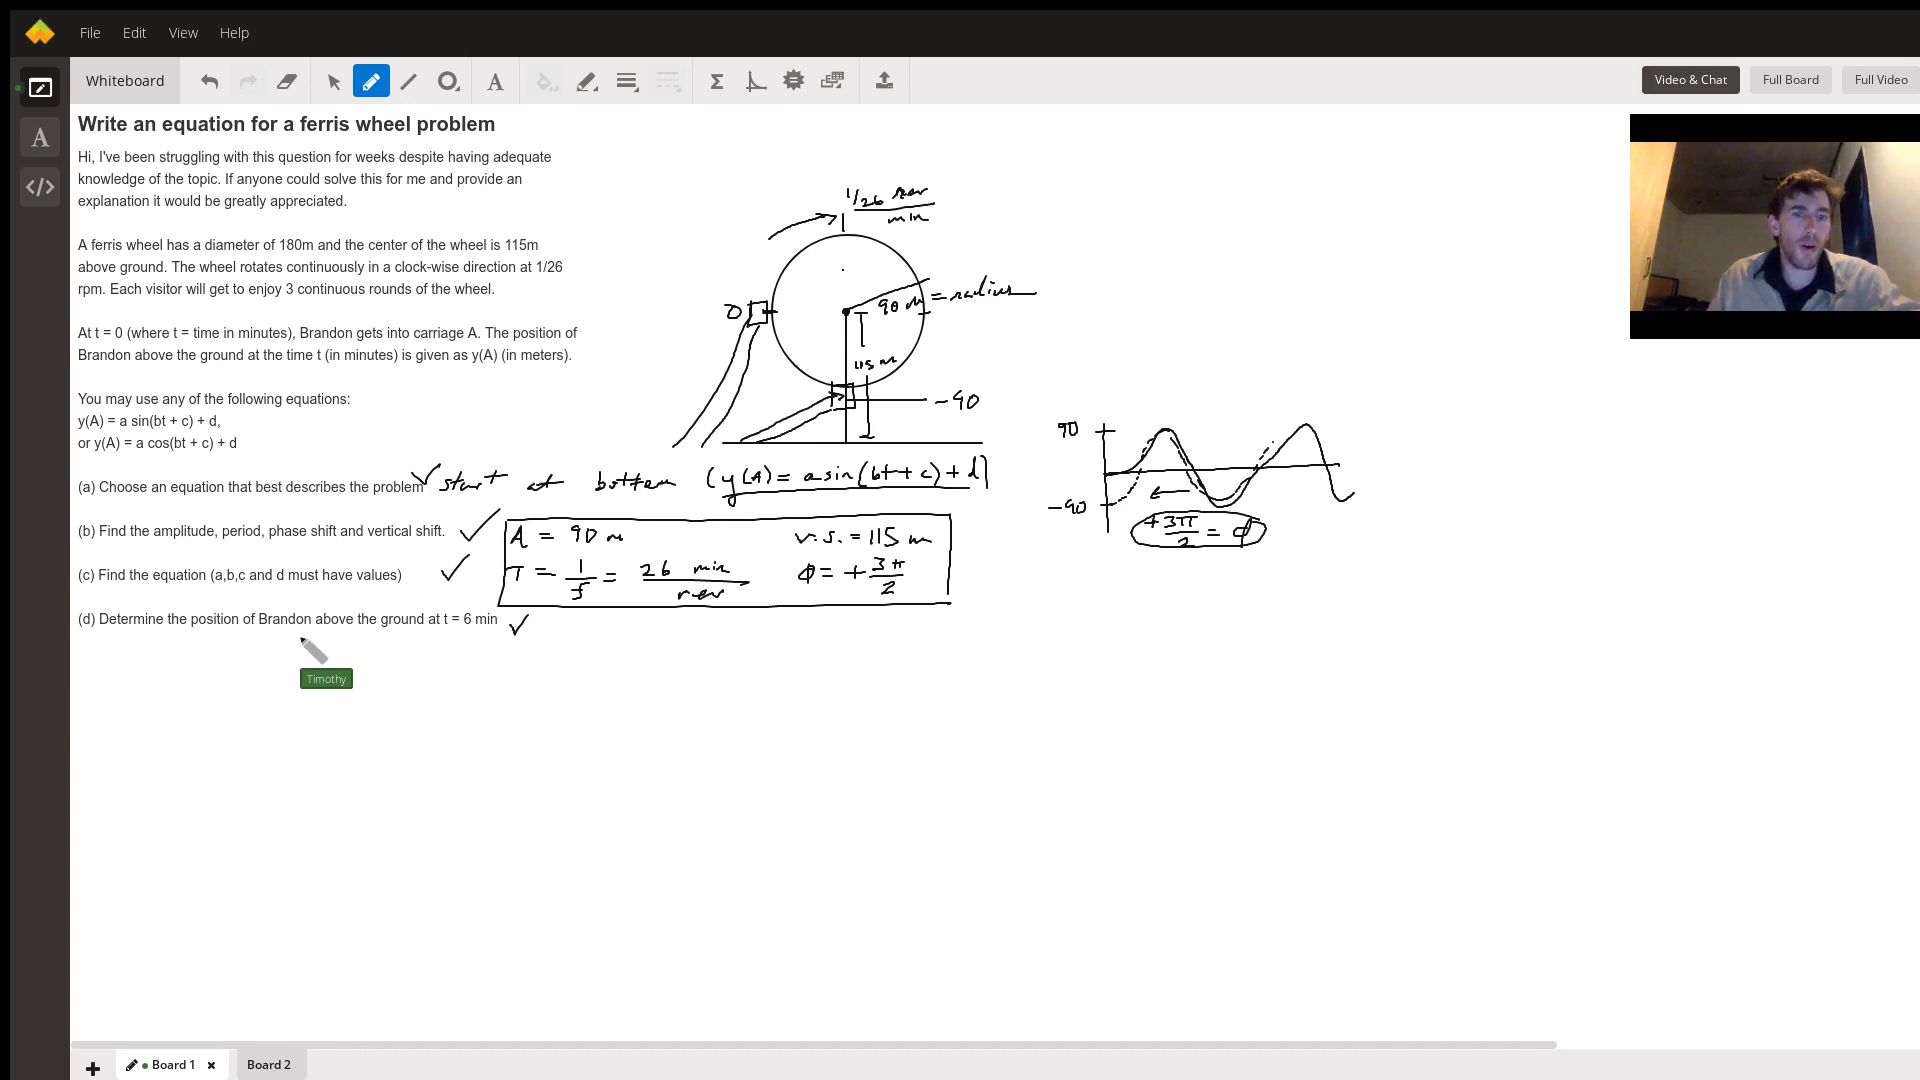 File Edit View Help
Whiteboard
A
Σ
Video & Chat Full Board Full Video
A
</>
Write an equation for a ferris wheel problem
Hi, I've been struggling with this question for weeks despite having adequate
knowledge of the topic. If anyone could solve this for me and provide an
explanation it would be greatly appreciated.
A ferris wheel has a diameter of 180m and the center of the wheel is 115m
above ground. The wheel rotates continuously in a clock-wise direction at 1/26
rpm. Each visitor will get to enjoy 3 continuous rounds of the wheel.
At t = 0 (where t = time in minutes), Brandon gets into carriage A. The position of
Brandon above the ground at the time t (in minutes) is given as y(A) (in meters).
You may use any of the following equations:
y(A) = a sin(bt + c) + d,
or y(A) = a cos(bt + c) + d
(a) Choose an equation that best describes the problem
(b) Find the amplitude, period, phase shift and vertical shift.
(c) Find the equation (a,b,c and d must have values)
(d) Determine the position of Brandon above the ground at t = 6 min
Timothy
1/26 rev
min
0
90 m = radius
115 m
-90
✓ start at bottom (y(A) = a sin(bt + c) + d)
✓ A = 90 m v.s. = 115 m
✓ T = 1/f = 26 min/rev ϕ = +3π/2
✓
90
-90
+3π/2 = ϕ
+ Board 1 × Board 2